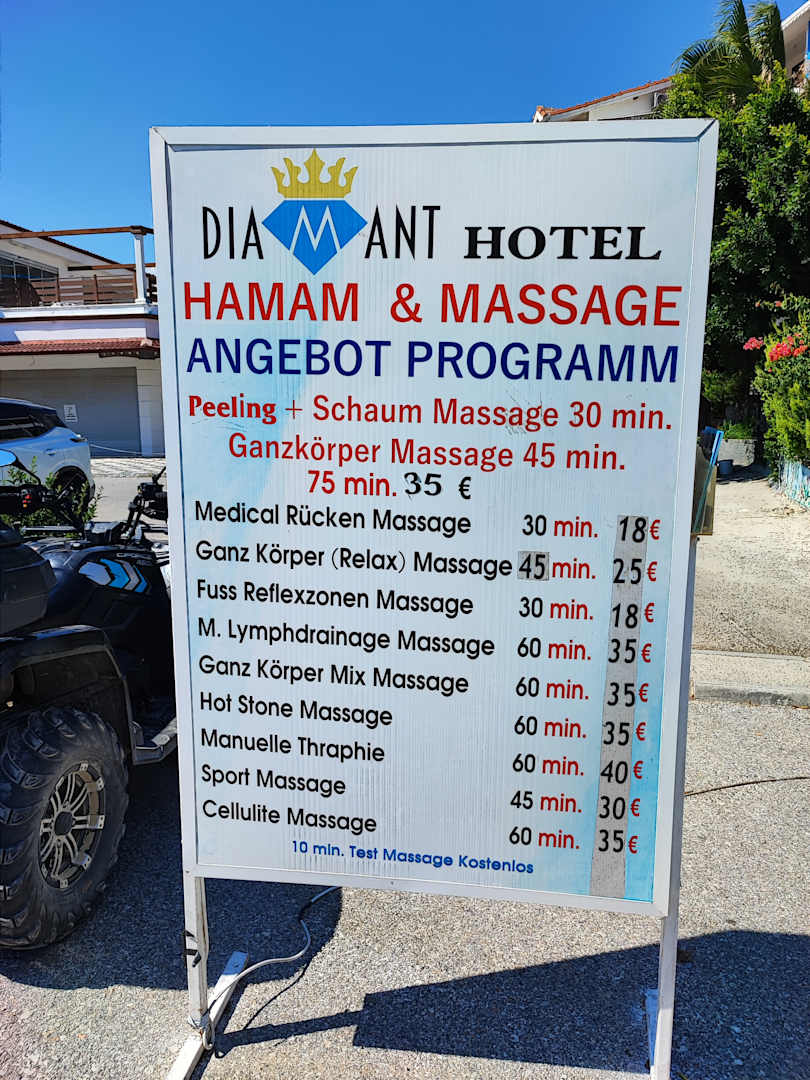 DIAMANT HOTEL
HAMAM & MASSAGE
ANGEBOT PROGRAMM
Peeling + Schaum Massage 30 min.
Ganzkörper Massage 45 min.
75 min. 35 €
Medical Rücken Massage 30 min. 18 €
Ganz Körper (Relax) Massage 45 min. 25 €
Fuss Reflexzonen Massage 30 min. 18 €
M. Lymphdrainage Massage 60 min. 35 €
Ganz Körper Mix Massage 60 min. 35 €
Hot Stone Massage 60 min. 35 €
Manuelle Thraphie 60 min. 40 €
Sport Massage 45 min. 30 €
Cellulite Massage 60 min. 35 €
10 min. Test Massage Kostenlos